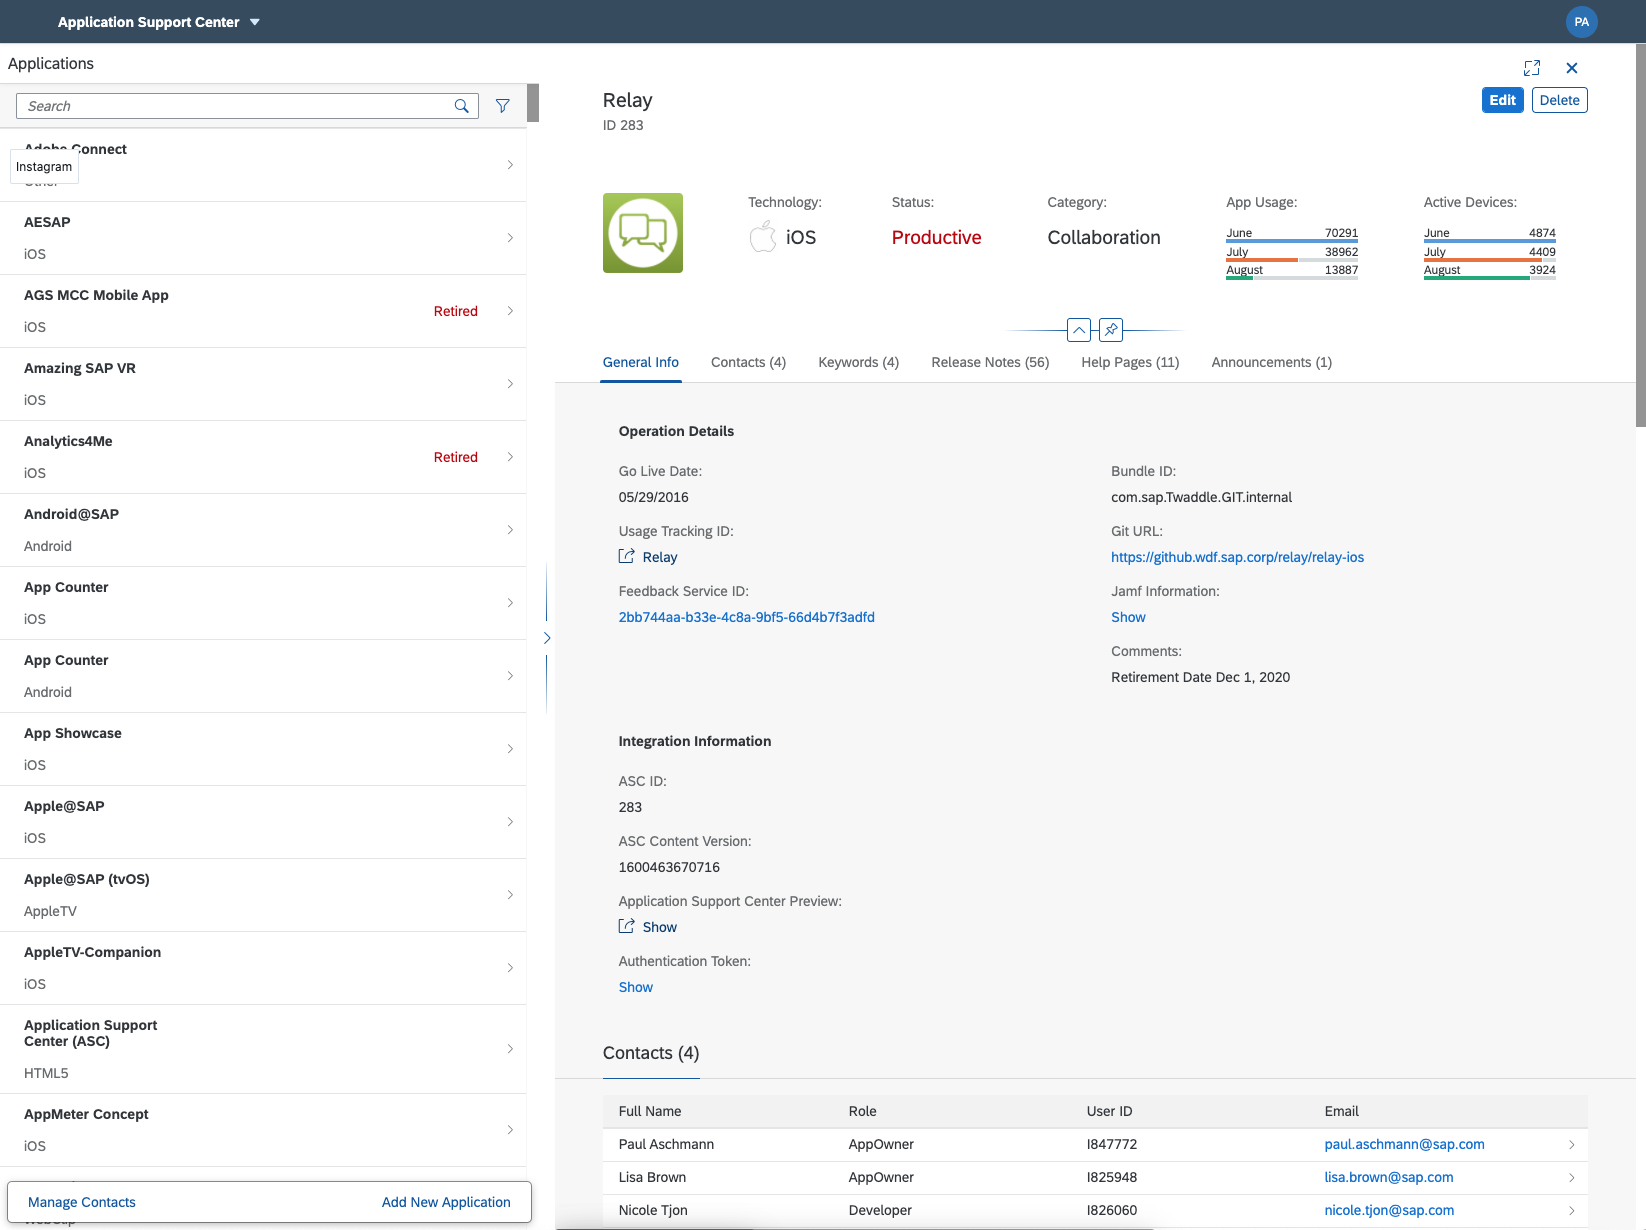 Application Support Center
PA
Applications
Search
Adobe Connect
Instagram
Other
AESAP
iOS
AGS MCC Mobile App
Retired
iOS
Amazing SAP VR
iOS
Analytics4Me
Retired
iOS
Android@SAP
Android
App Counter
iOS
App Counter
Android
App Showcase
iOS
Apple@SAP
iOS
Apple@SAP (tvOS)
AppleTV
AppleTV-Companion
iOS
Application Support
Center (ASC)
HTML5
AppMeter Concept
iOS
Manage Contacts
Add New Application
Relay
ID 283
Edit
Delete
Technology:
iOS
Status:
Productive
Category:
Collaboration
App Usage:
June 70291
July 38962
August 13887
Active Devices:
June 4874
July 4409
August 3924
General Info
Contacts (4)
Keywords (4)
Release Notes (56)
Help Pages (11)
Announcements (1)
Operation Details
Go Live Date:
05/29/2016
Usage Tracking ID:
Relay
Feedback Service ID:
2bb744aa-b33e-4c8a-9bf5-66d4b7f3adfd
Bundle ID:
com.sap.Twaddle.GIT.internal
Git URL:
https://github.wdf.sap.corp/relay/relay-ios
Jamf Information:
Show
Comments:
Retirement Date Dec 1, 2020
Integration Information
ASC ID:
283
ASC Content Version:
1600463670716
Application Support Center Preview:
Show
Authentication Token:
Show
Contacts (4)
Full Name Role User ID Email
Paul Aschmann AppOwner I847772 paul.aschmann@sap.com
Lisa Brown AppOwner I825948 lisa.brown@sap.com
Nicole Tjon Developer I826060 nicole.tjon@sap.com